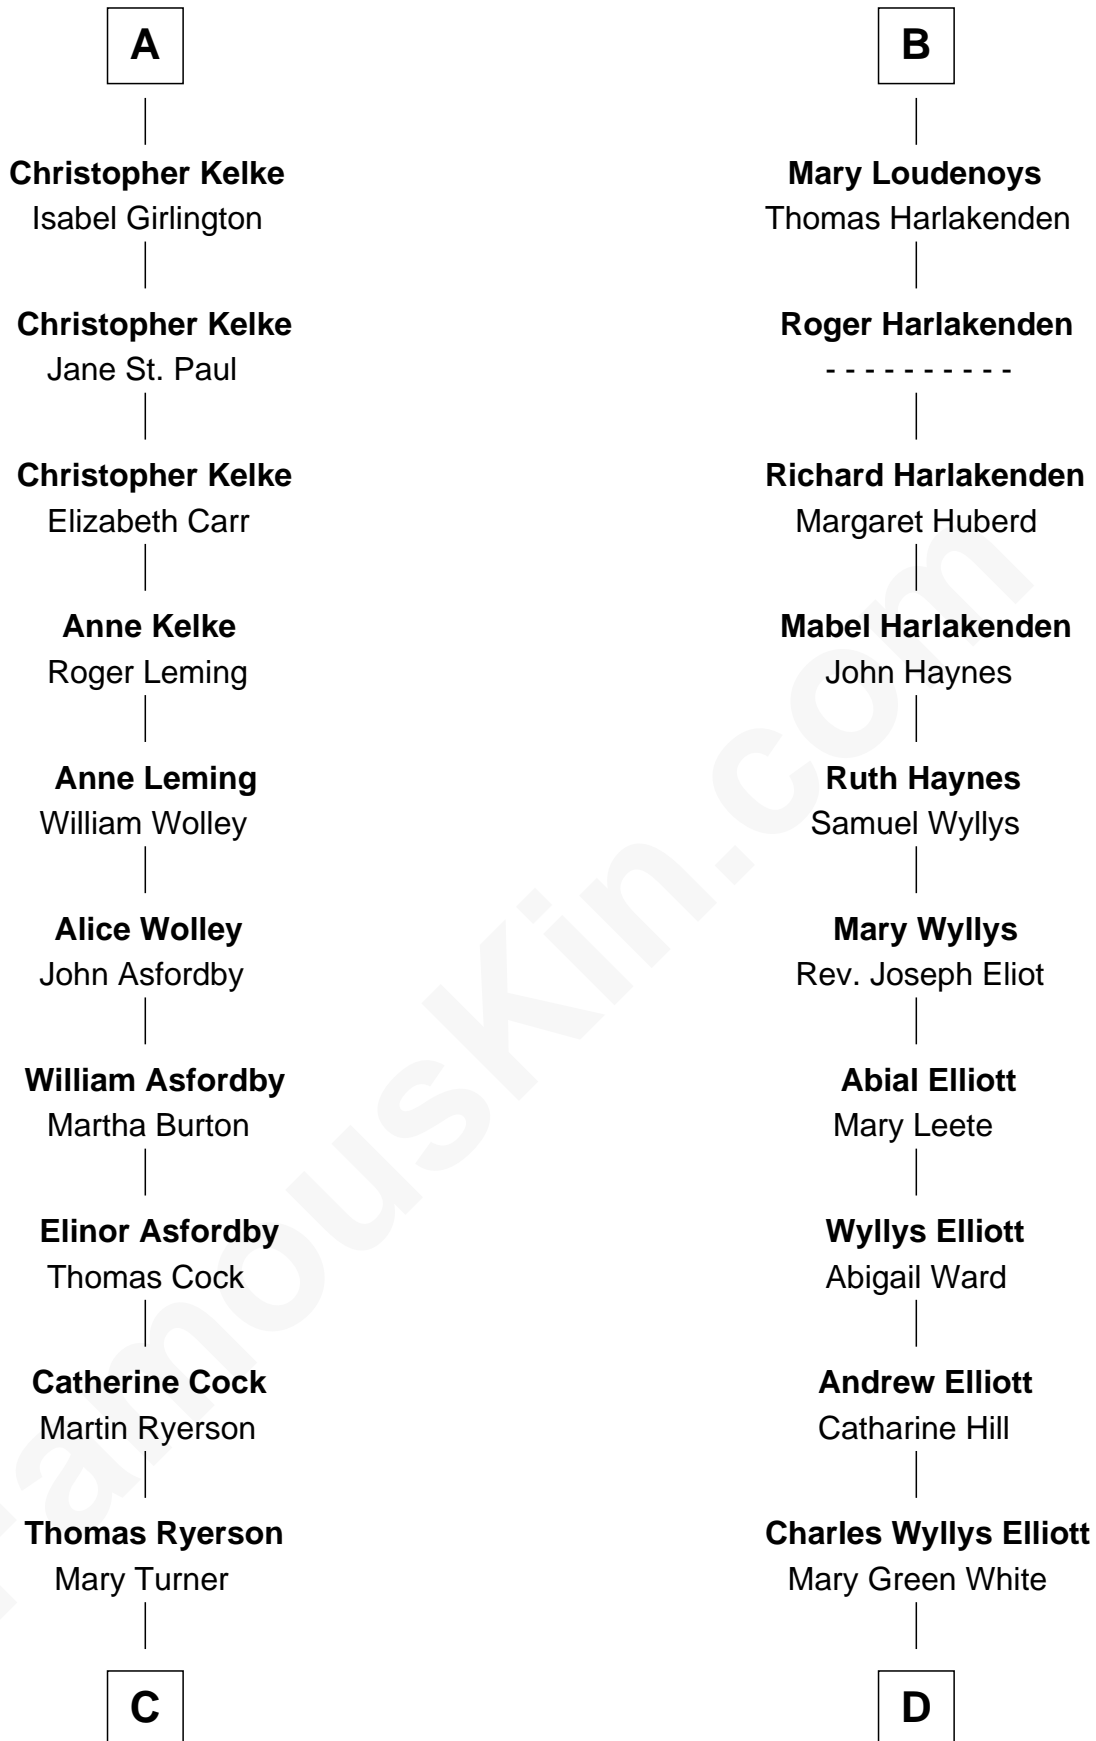 A
Christopher Kelke
Isabel Girlington
Christopher Kelke
Jane St. Paul
Christopher Kelke
Elizabeth Carr
Anne Kelke
Roger Leming
Anne Leming
William Wolley
Alice Wolley
John Asfordby
William Asfordby
Martha Burton
Elinor Asfordby
Thomas Cock
Catherine Cock
Martin Ryerson
Thomas Ryerson
Mary Turner
C
B
Mary Loudenoys
Thomas Harlakenden
Roger Harlakenden
- - - - - - - - - -
Richard Harlakenden
Margaret Huberd
Mabel Harlakenden
John Haynes
Ruth Haynes
Samuel Wyllys
Mary Wyllys
Rev. Joseph Eliot
Abial Elliott
Mary Leete
Wyllys Elliott
Abigail Ward
Andrew Elliott
Catharine Hill
Charles Wyllys Elliott
Mary Green White
D
FamousKin.com